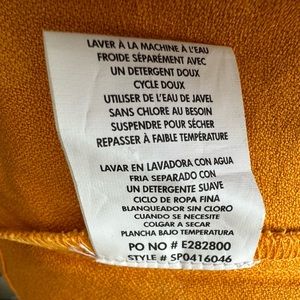 LAVER À LA MACHINE À L'EAU
FROIDE SÉPARÉMENT AVEC
UN DETERGENT DOUX
CYCLE DOUX
UTILISER DE L'EAU DE JAVEL
SANS CHLORE AU BESOIN
SUSPENDRE POUR SÉCHER
REPASSER À FAIBLE TEMPÉRATURE
LAVAR EN LAVADORA CON AGUA
FRIA SEPARADO CON
UN DETERGENTE SUAVE
CICLO DE ROPA FINA
BLANQUEADOR SIN CLORO
CUANDO SE NECESITE
COLGAR A SECAR
PLANCHA BAJO TEMPERATURA
PO NO # E282800
STYLE # SP0416046